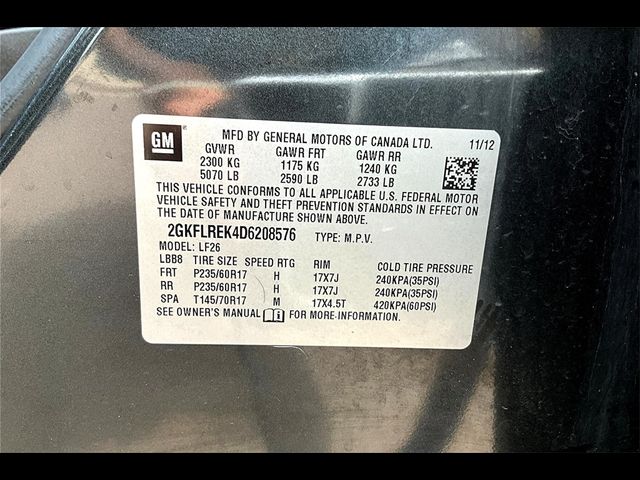 GM
MFD BY GENERAL MOTORS OF CANADA LTD. 11/12
GVWR GAWR FRT GAWR RR
2300 KG 1175 KG 1240 KG
5070 LB 2590 LB 2733 LB
THIS VEHICLE CONFORMS TO ALL APPLICABLE U.S. FEDERAL MOTOR
VEHICLE SAFETY AND THEFT PREVENTION STANDARDS IN EFFECT ON
THE DATE OF MANUFACTURE SHOWN ABOVE.
2GKFLREK4D6208576 TYPE: M.P.V.
MODEL: LF26
LBB8 TIRE SIZE SPEED RTG RIM COLD TIRE PRESSURE
FRT P235/60R17 H 17X7J 240KPA(35PSI)
RR P235/60R17 H 17X7J 240KPA(35PSI)
SPA T145/70R17 M 17X4.5T 420KPA(60PSI)
SEE OWNER'S MANUAL FOR MORE INFORMATION.